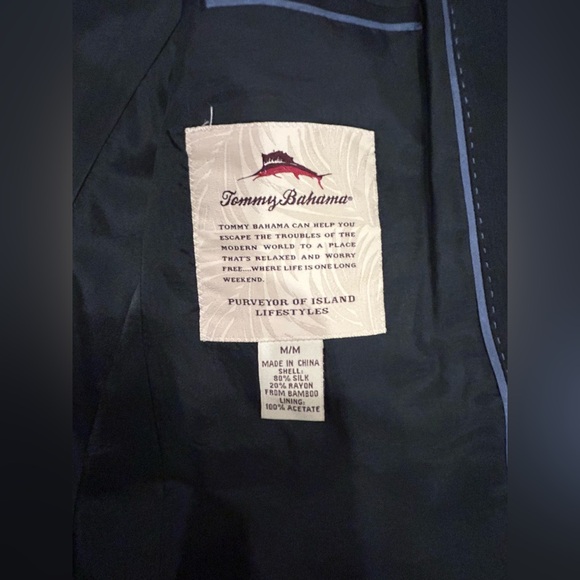 Tommy Bahama®
TOMMY BAHAMA CAN HELP YOU
ESCAPE THE TROUBLES OF THE
MODERN WORLD TO A PLACE
THAT'S RELAXED AND WORRY
FREE....WHERE LIFE IS ONE LONG
WEEKEND.
PURVEYOR OF ISLAND
LIFESTYLES
M/M
MADE IN CHINA
SHELL:
80% SILK
20% RAYON
FROM BAMBOO
LINING:
100% ACETATE